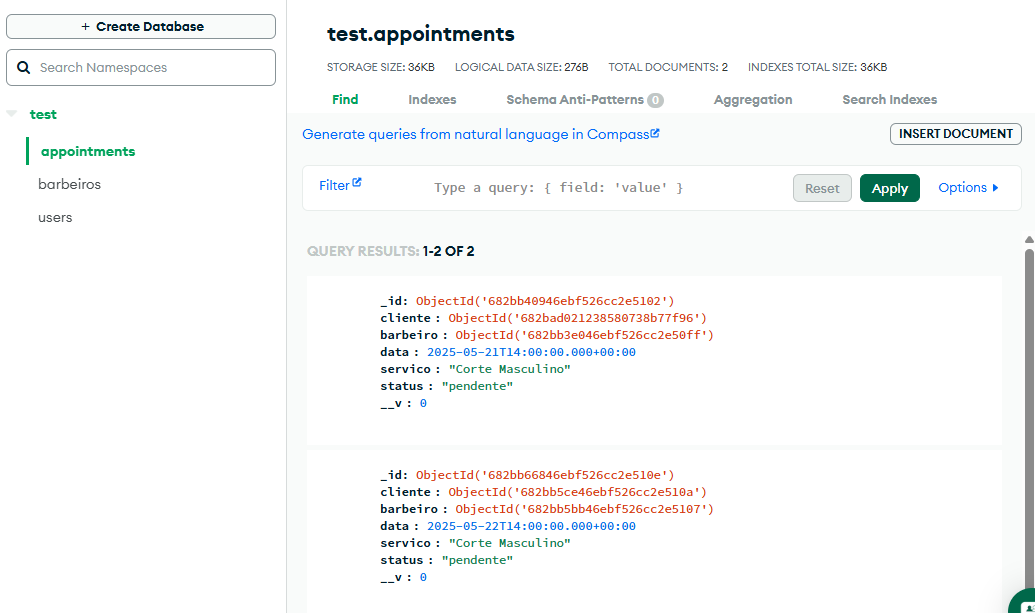 + Create Database
Search Namespaces
test
appointments
barbeiros
users
test.appointments
STORAGE SIZE: 36KB LOGICAL DATA SIZE: 276B TOTAL DOCUMENTS: 2 INDEXES TOTAL SIZE: 36KB
Find Indexes Schema Anti-Patterns 0 Aggregation Search Indexes
Generate queries from natural language in Compass
INSERT DOCUMENT
Filter Type a query: { field: 'value' } Reset Apply Options
QUERY RESULTS: 1-2 OF 2
_id: ObjectId('682bb40946ebf526cc2e5102')
cliente : ObjectId('682bad021238580738b77f96')
barbeiro : ObjectId('682bb3e046ebf526cc2e50ff')
data : 2025-05-21T14:00:00.000+00:00
servico : "Corte Masculino"
status : "pendente"
__v : 0
_id: ObjectId('682bb66846ebf526cc2e510e')
cliente : ObjectId('682bb5ce46ebf526cc2e510a')
barbeiro : ObjectId('682bb5bb46ebf526cc2e5107')
data : 2025-05-22T14:00:00.000+00:00
servico : "Corte Masculino"
status : "pendente"
__v : 0